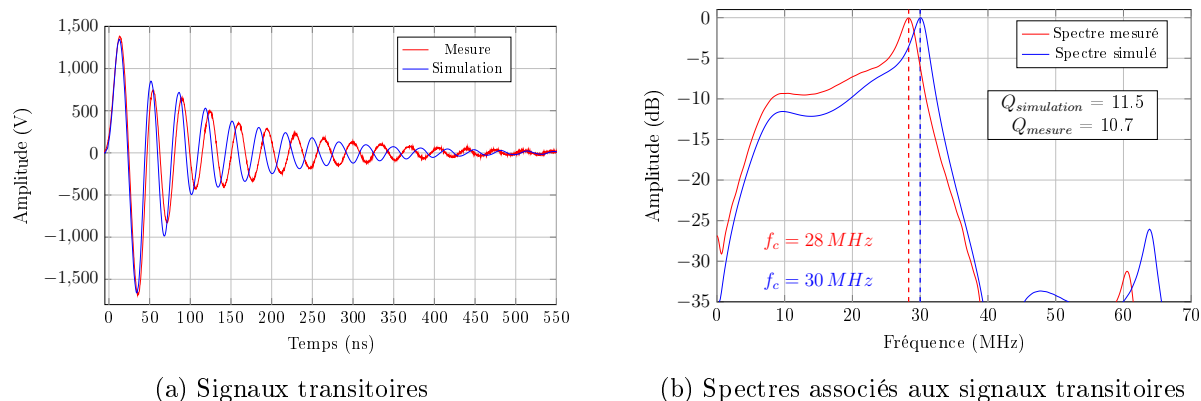 1,500
1,000
500
0
−500
−1,000
−1,500
Amplitude (V)
0 50 100 150 200 250 300 350 400 450 500 550
Temps (ns)
Mesure
Simulation
(a) Signaux transitoires
0
−5
−10
−15
−20
−25
−30
−35
Amplitude (dB)
0 10 20 30 40 50 60 70
Fréquence (MHz)
Spectre mesuré
Spectre simulé
Q_simulation = 11.5
Q_mesure = 10.7
f_c = 28 MHz
f_c = 30 MHz
(b) Spectres associés aux signaux transitoires